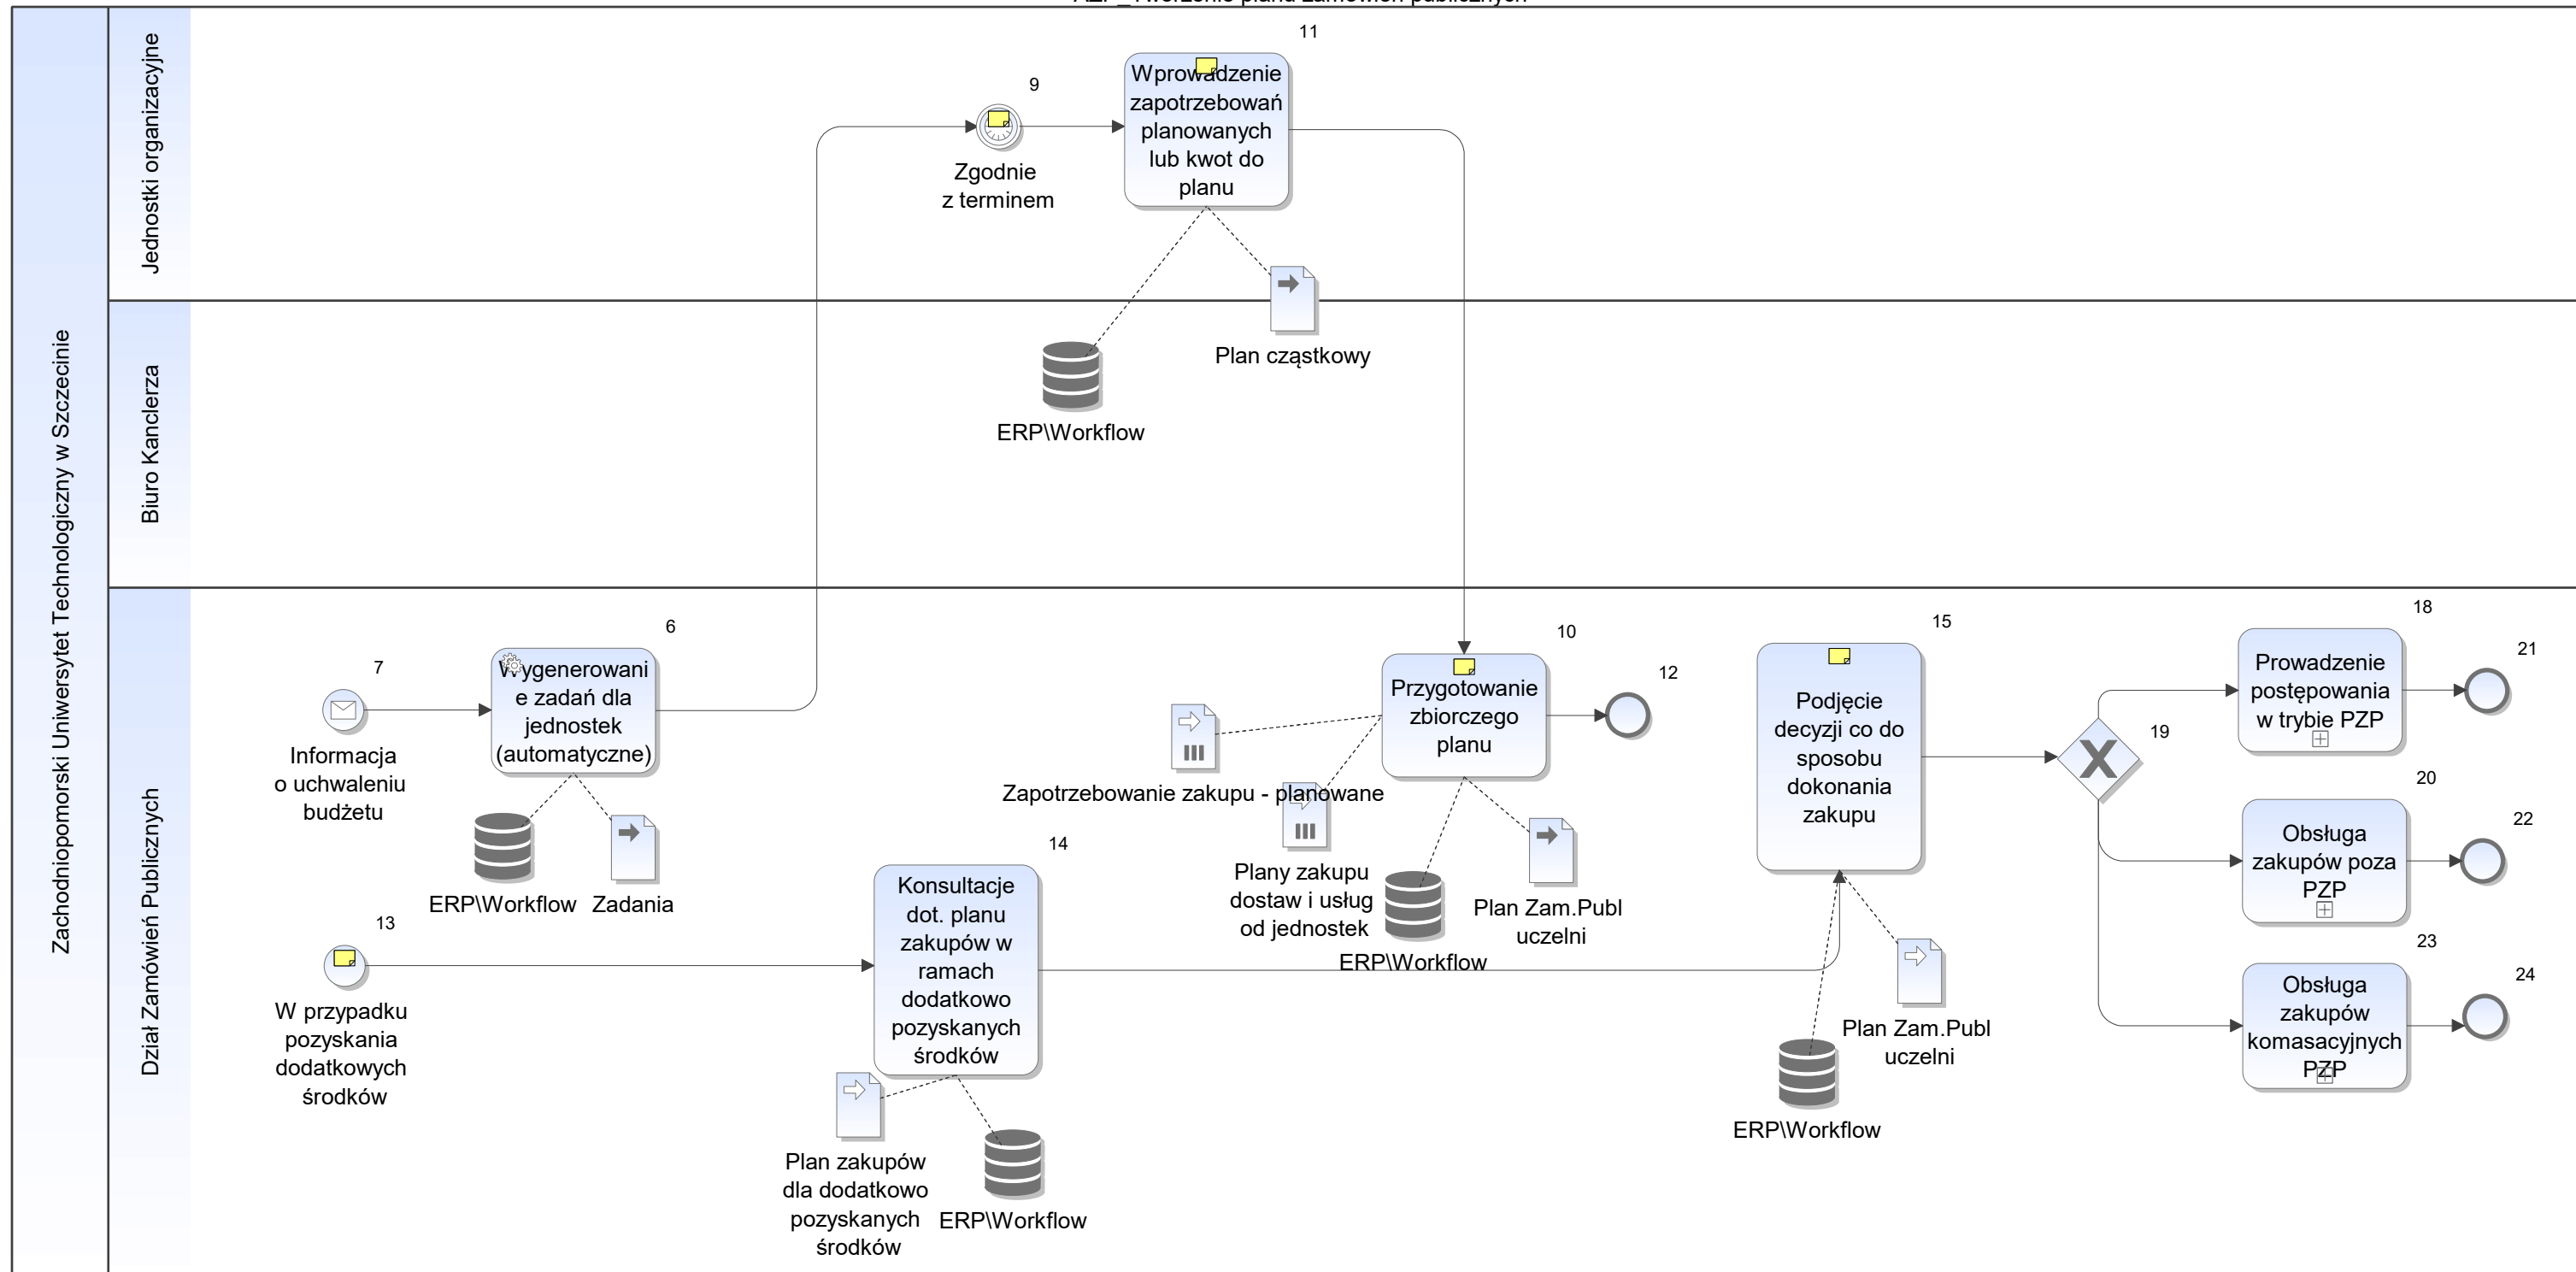 Zachodniopomorski Uniwersytet Technologiczny w Szczecinie
Jednostki organizacyjne
9
Zgodnie
z terminem
11
Wprowadzenie
zapotrzebowań
planowanych
lub kwot do
planu
Plan cząstkowy
ERP\Workflow
Biuro Kanclerza
Dział Zamówień Publicznych
7
Informacja
o uchwaleniu
budżetu
6
Wygenerowani
e zadań dla
jednostek
(automatyczne)
ERP\Workflow
Zadania
13
W przypadku
pozyskania
dodatkowych
środków
14
Konsultacje
dot. planu
zakupów w
ramach
dodatkowo
pozyskanych
środków
Plan zakupów
dla dodatkowo
pozyskanych
środków
ERP\Workflow
10
Przygotowanie
zbiorczego
planu
12
Zapotrzebowanie zakupu - planowane
Plany zakupu
dostaw i usług
od jednostek
ERP\Workflow
Plan Zam.Publ
uczelni
15
Podjęcie
decyzji co do
sposobu
dokonania
zakupu
Plan Zam.Publ
uczelni
ERP\Workflow
19
18
Prowadzenie
postępowania
w trybie PZP
21
20
Obsługa
zakupów poza
PZP
22
23
Obsługa
zakupów
komasacyjnych
PZP
24